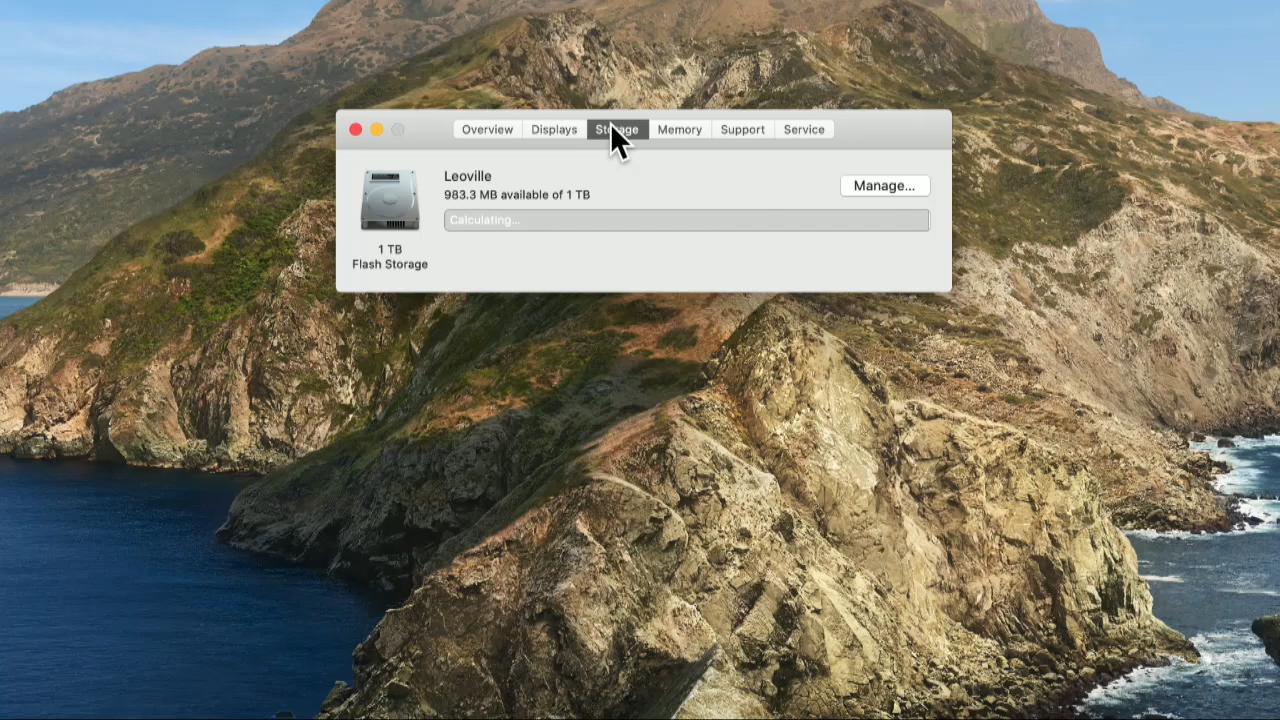 Overview Displays Storage Memory Support Service
Leoville
983.3 MB available of 1 TB
Manage...
Calculating...
1 TB
Flash Storage